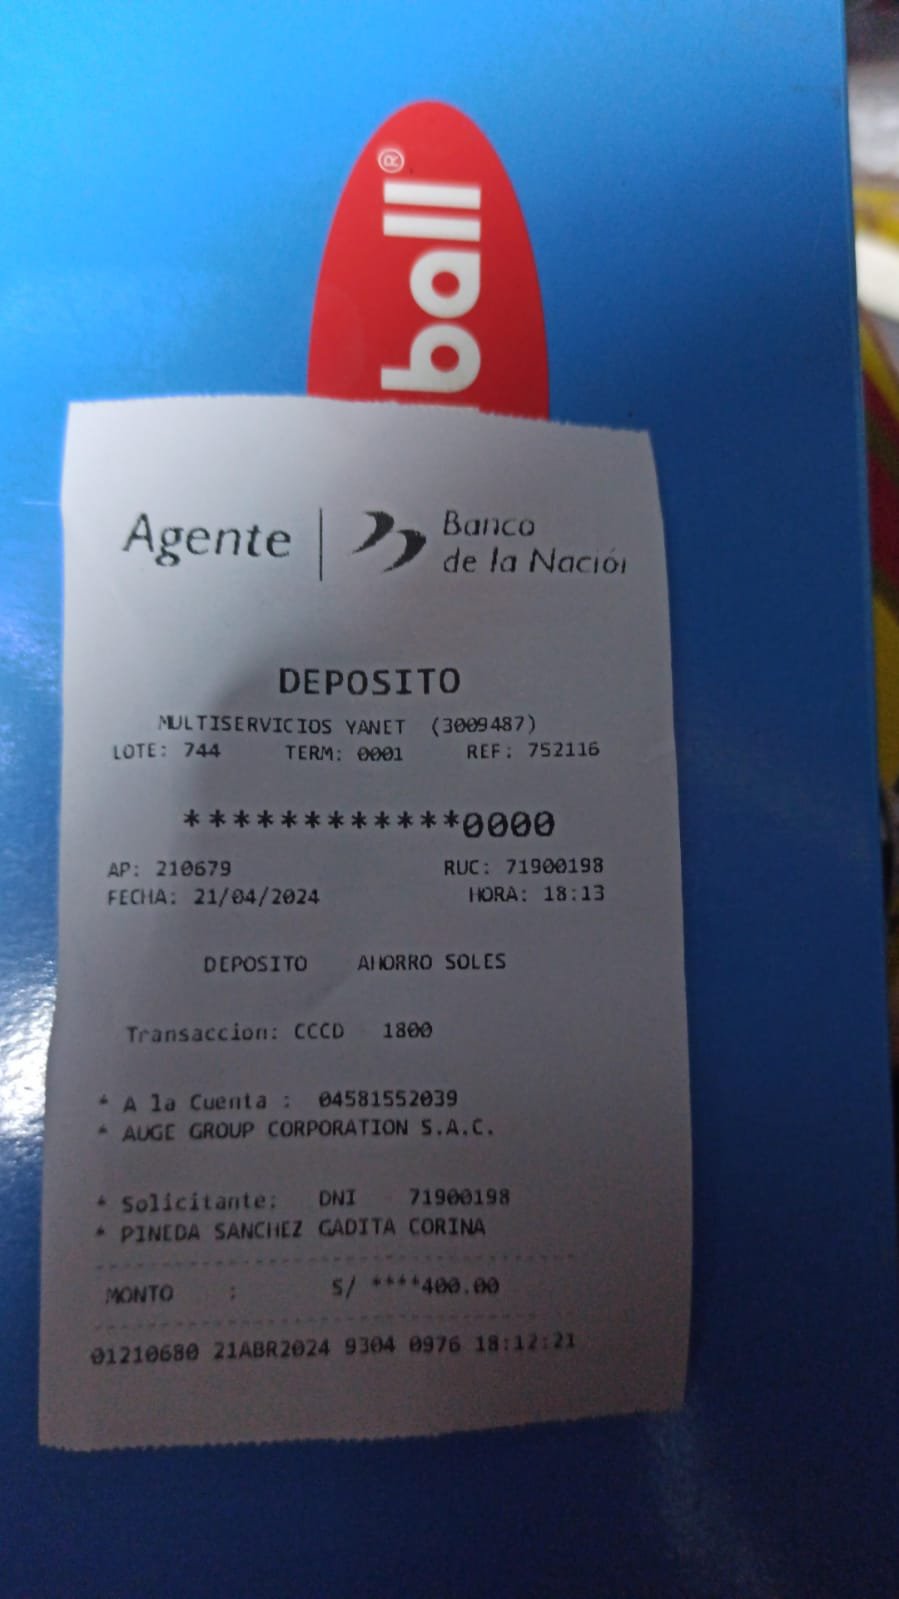 ball®
Agente | Banco
de la Nación
DEPOSITO
MULTISERVICIOS YANET (3009487)
LOTE: 744 TERM: 0001 REF: 752116
************0000
AP: 210679 RUC: 71900198
FECHA: 21/04/2024 HORA: 18:13
DEPOSITO AHORRO SOLES
Transaccion: CCCD 1800
* A la Cuenta : 04581552039
* AUGE GROUP CORPORATION S.A.C.
* Solicitante: DNI 71900198
* PINEDA SANCHEZ GADITA CORINA
MONTO : S/ ****400.00
01210680 21ABR2024 9304 0976 18:12:21